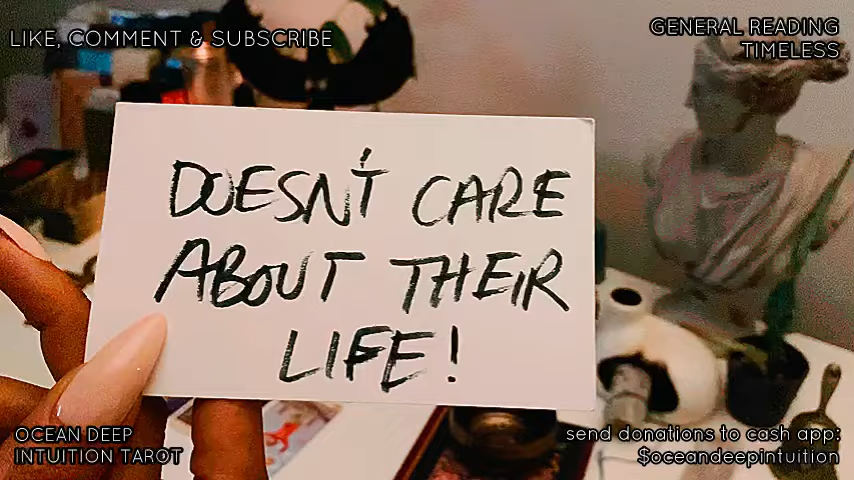 LIKE, COMMENT & SUBSCRIBE
GENERAL READING
TIMELESS
DOESN'T CARE
ABOUT THEIR
LIFE!
OCEAN DEEP
INTUITION TAROT
send donations to cash app:
$oceandeepintuition